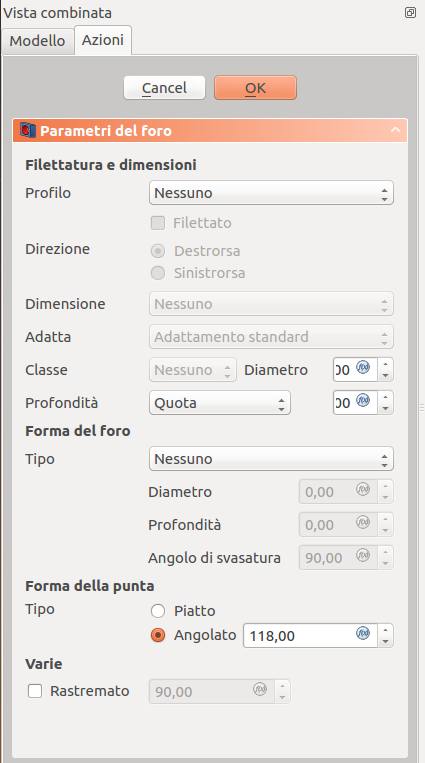 Vista combinata
Modello Azioni
Cancel OK
Parametri del foro
Filettatura e dimensioni
Profilo Nessuno
Filettato
Direzione Destrorsa
Sinistrorsa
Dimensione Nessuno
Adatta Adattamento standard
Classe Nessuno Diametro 00 f(x)
Profondità Quota 00 f(x)
Forma del foro
Tipo Nessuno
Diametro 0,00 f(x)
Profondità 0,00 f(x)
Angolo di svasatura 90,00 f(x)
Forma della punta
Tipo Piatto
Angolato 118,00 f(x)
Varie
Rastremato 90,00 f(x)